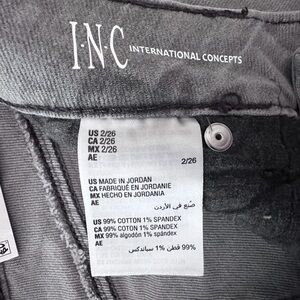 I·N·C INTERNATIONAL CONCEPTS
US 2/26
CA 2/26
MX 2/26
AE 2/26
US MADE IN JORDAN
CA FABRIQUÉ EN JORDANIE
MX HECHO EN JORDANIA
AE صنع في الأردن
US 99% COTTON 1% SPANDEX
CA 99% COTON 1% SPANDEX
MX 99% algodón 1% spándex
AE
99% قطن 1% سباندكس